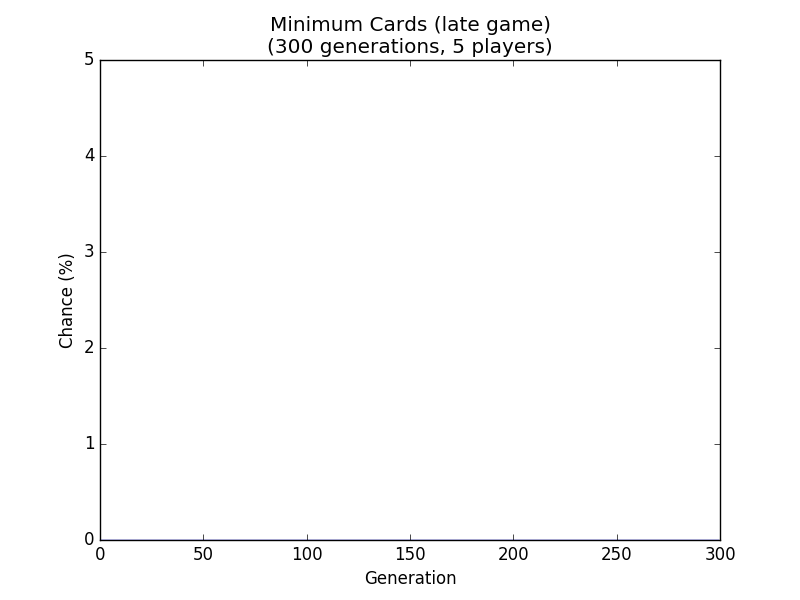 Minimum Cards (late game)
(300 generations, 5 players)
5
4
3
2
1
0
Chance (%)
0 50 100 150 200 250 300
Generation